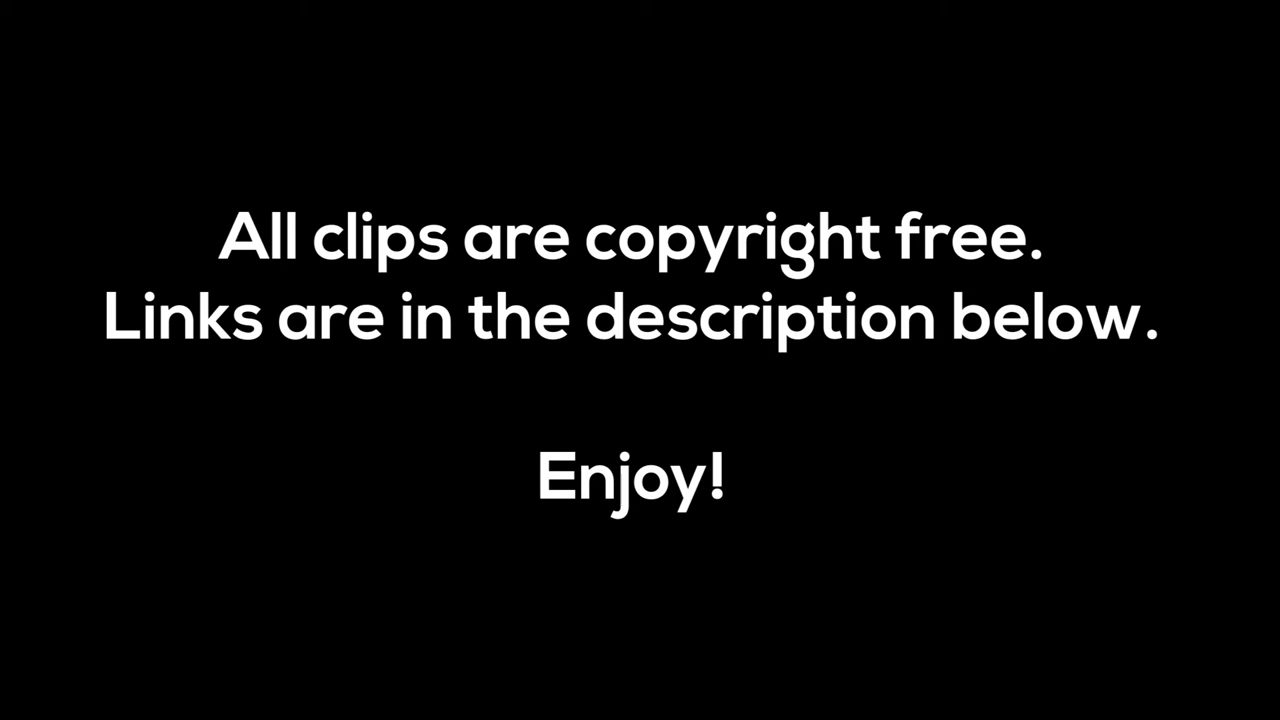 All clips are copyright free.
Links are in the description below.
Enjoy!